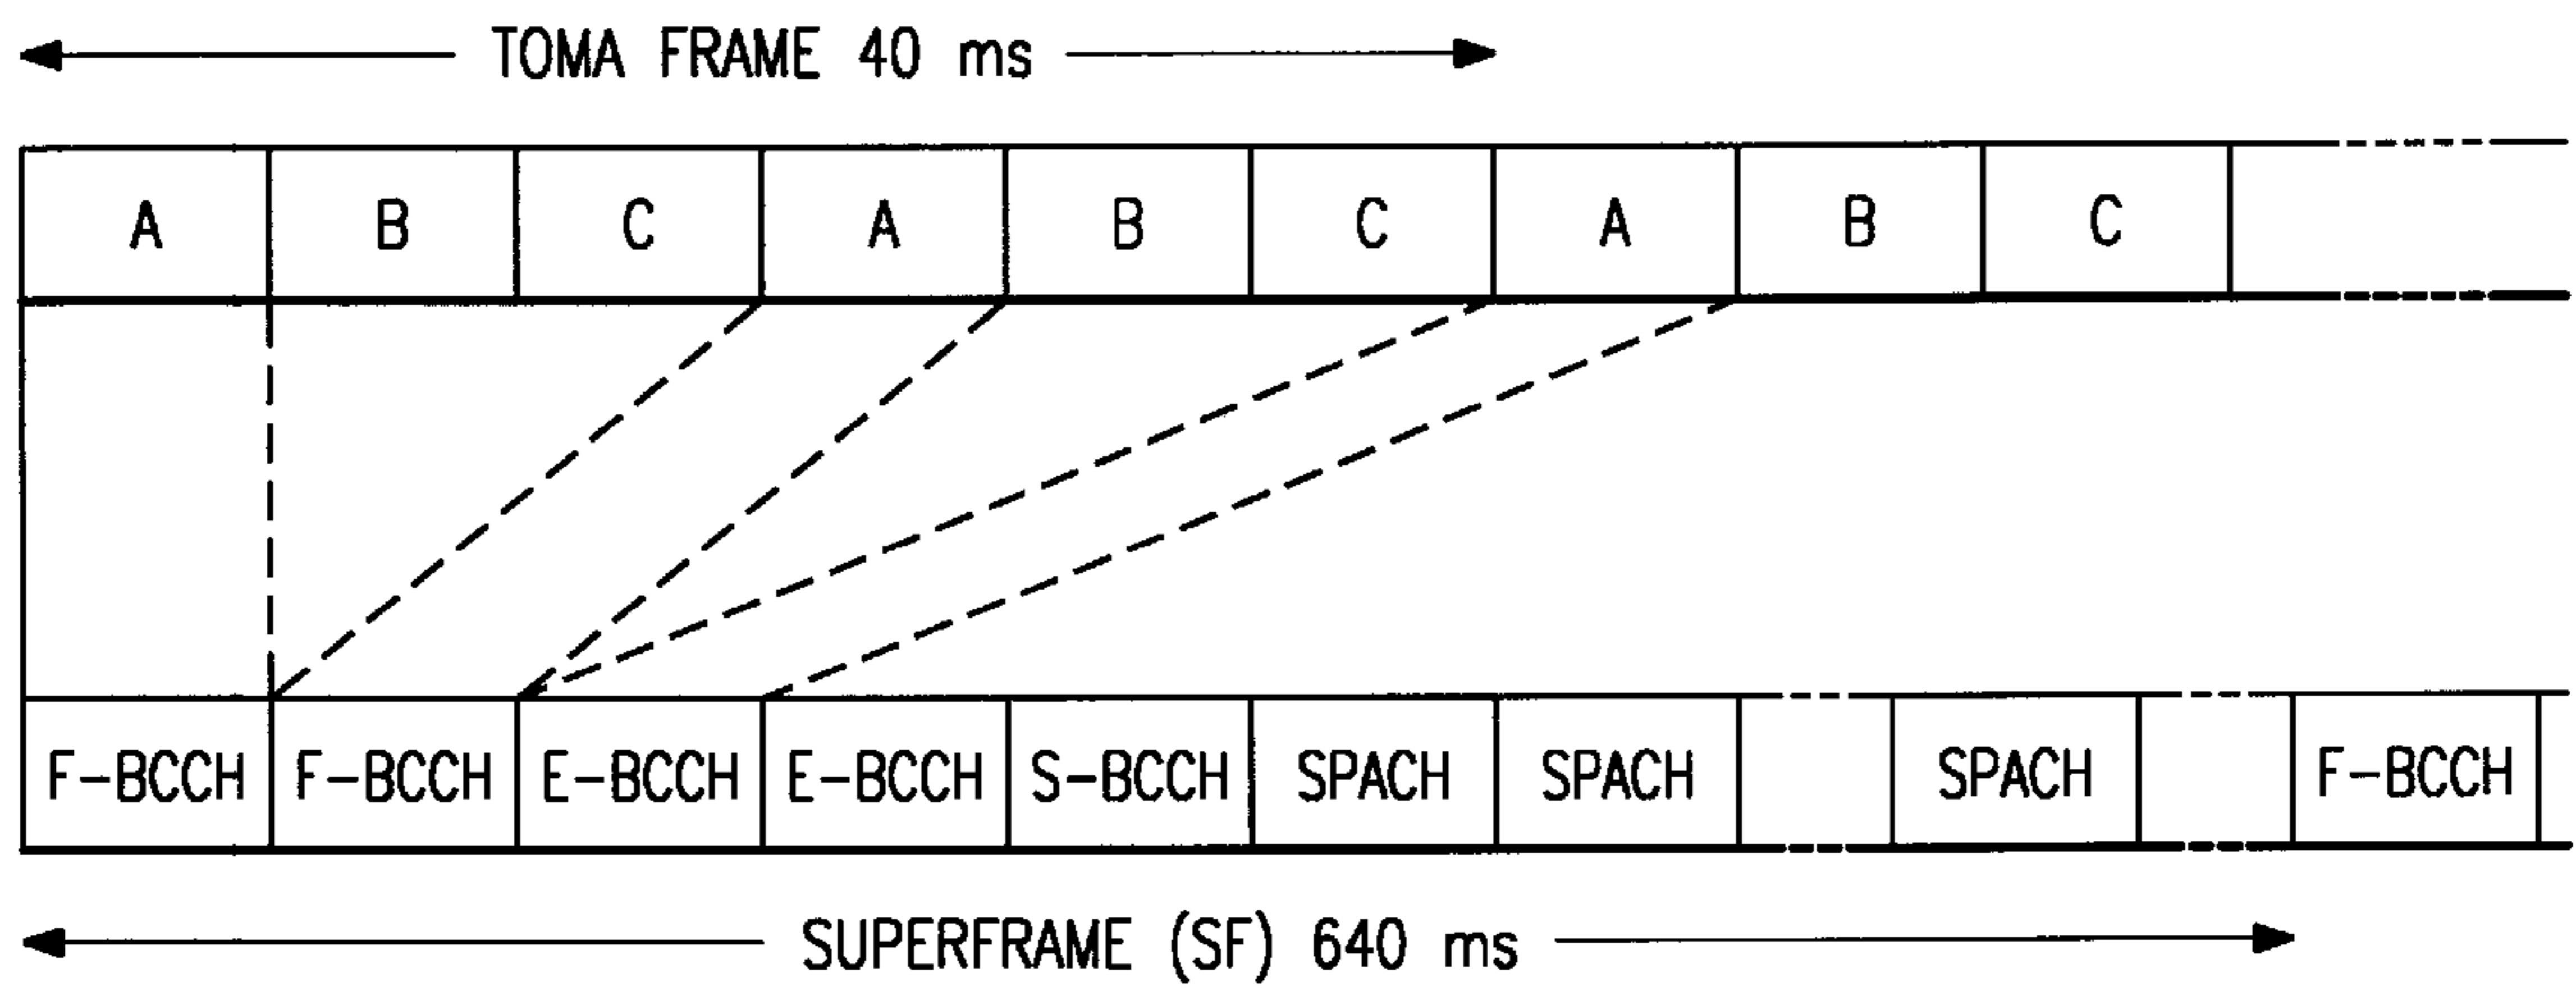 TOMA FRAME 40 ms
A B C A B C A B C
F-BCCH F-BCCH E-BCCH E-BCCH S-BCCH SPACH SPACH SPACH F-BCCH
SUPERFRAME (SF) 640 ms